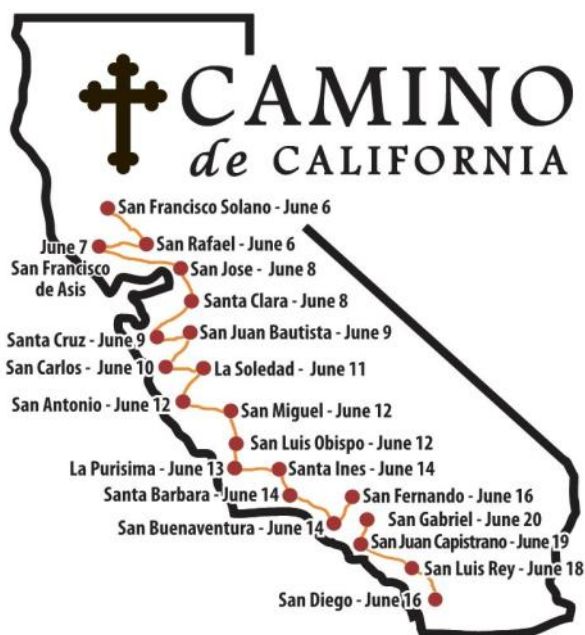 CAMINO
de CALIFORNIA
San Francisco Solano - June 6
San Rafael - June 6
June 7
San Francisco
de Asis
San Jose - June 8
Santa Clara - June 8
San Juan Bautista - June 9
Santa Cruz - June 9
San Carlos - June 10
La Soledad - June 11
San Antonio - June 12
San Miguel - June 12
San Luis Obispo - June 12
La Purisima - June 13
Santa Ines - June 14
Santa Barbara - June 14
San Fernando - June 16
San Buenaventura - June 14
San Gabriel - June 20
San Juan Capistrano - June 19
San Luis Rey - June 18
San Diego - June 16